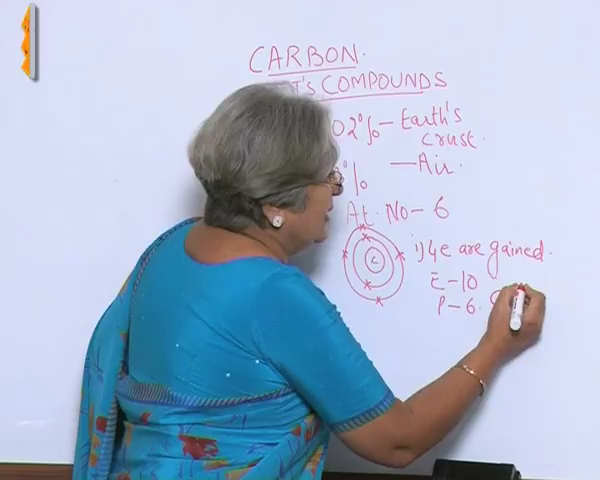 CARBON.
T'S COMPOUNDS
02% – Earth's
crust.
% — Air.
At. No – 6
C
i) 4e are gained.
E – 10
P – 6.